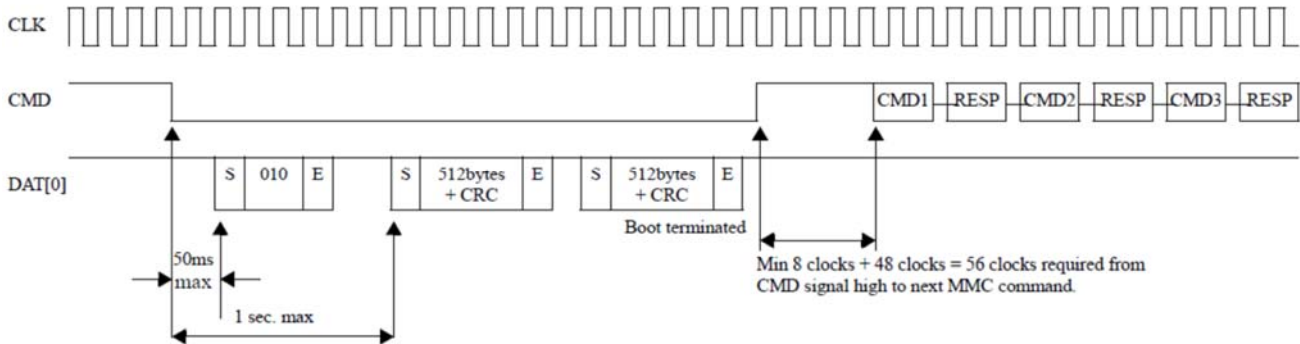 CLK
CMD
CMD1 RESP CMD2 RESP CMD3 RESP
DAT[0]
S 010 E S 512bytes + CRC E S 512bytes + CRC E
Boot terminated
50ms
max
Min 8 clocks + 48 clocks = 56 clocks required from
CMD signal high to next MMC command.
1 sec. max